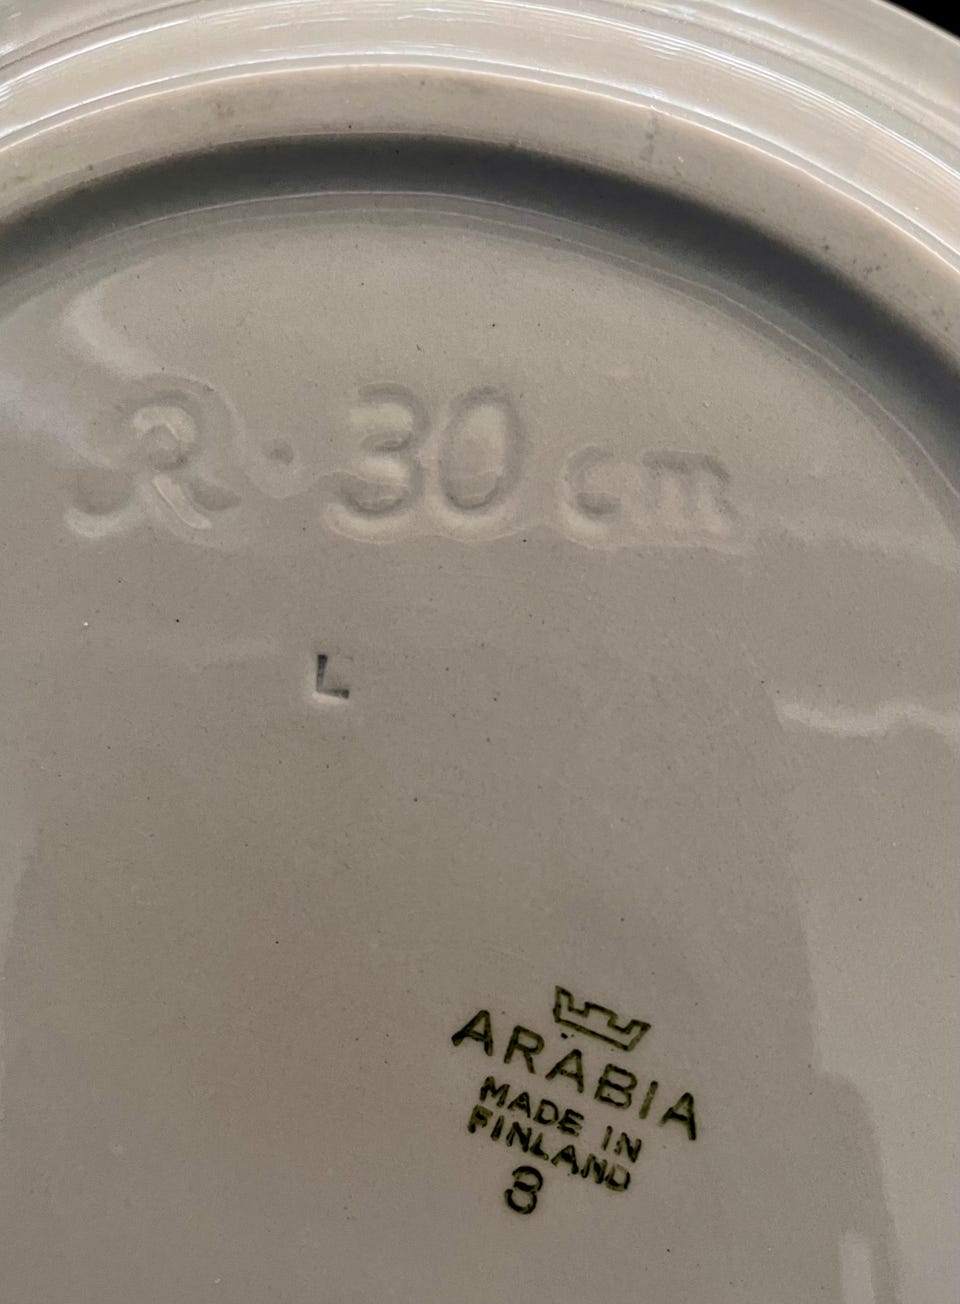 R·30 cm
L
ARABIA
MADE IN
FINLAND
8